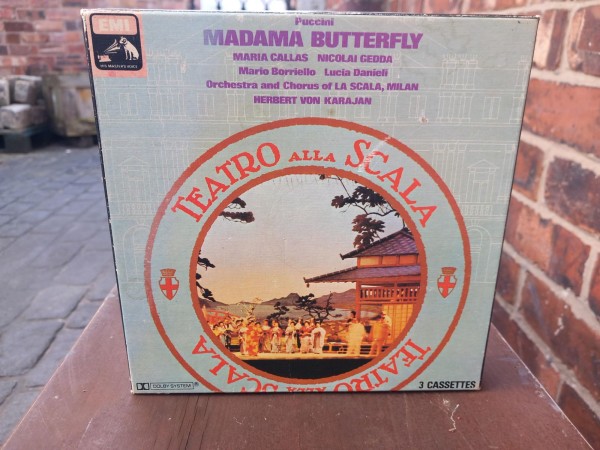 EMI
HIS MASTER'S VOICE
Puccini
MADAMA BUTTERFLY
MARIA CALLAS NICOLAI GEDDA
Mario Borriello Lucia Danieli
Orchestra and Chorus of LA SCALA, MILAN
HERBERT VON KARAJAN
TEATRO ALLA SCALA
TEATRO ALLA SCALA
DOLBY SYSTEM
3 CASSETTES